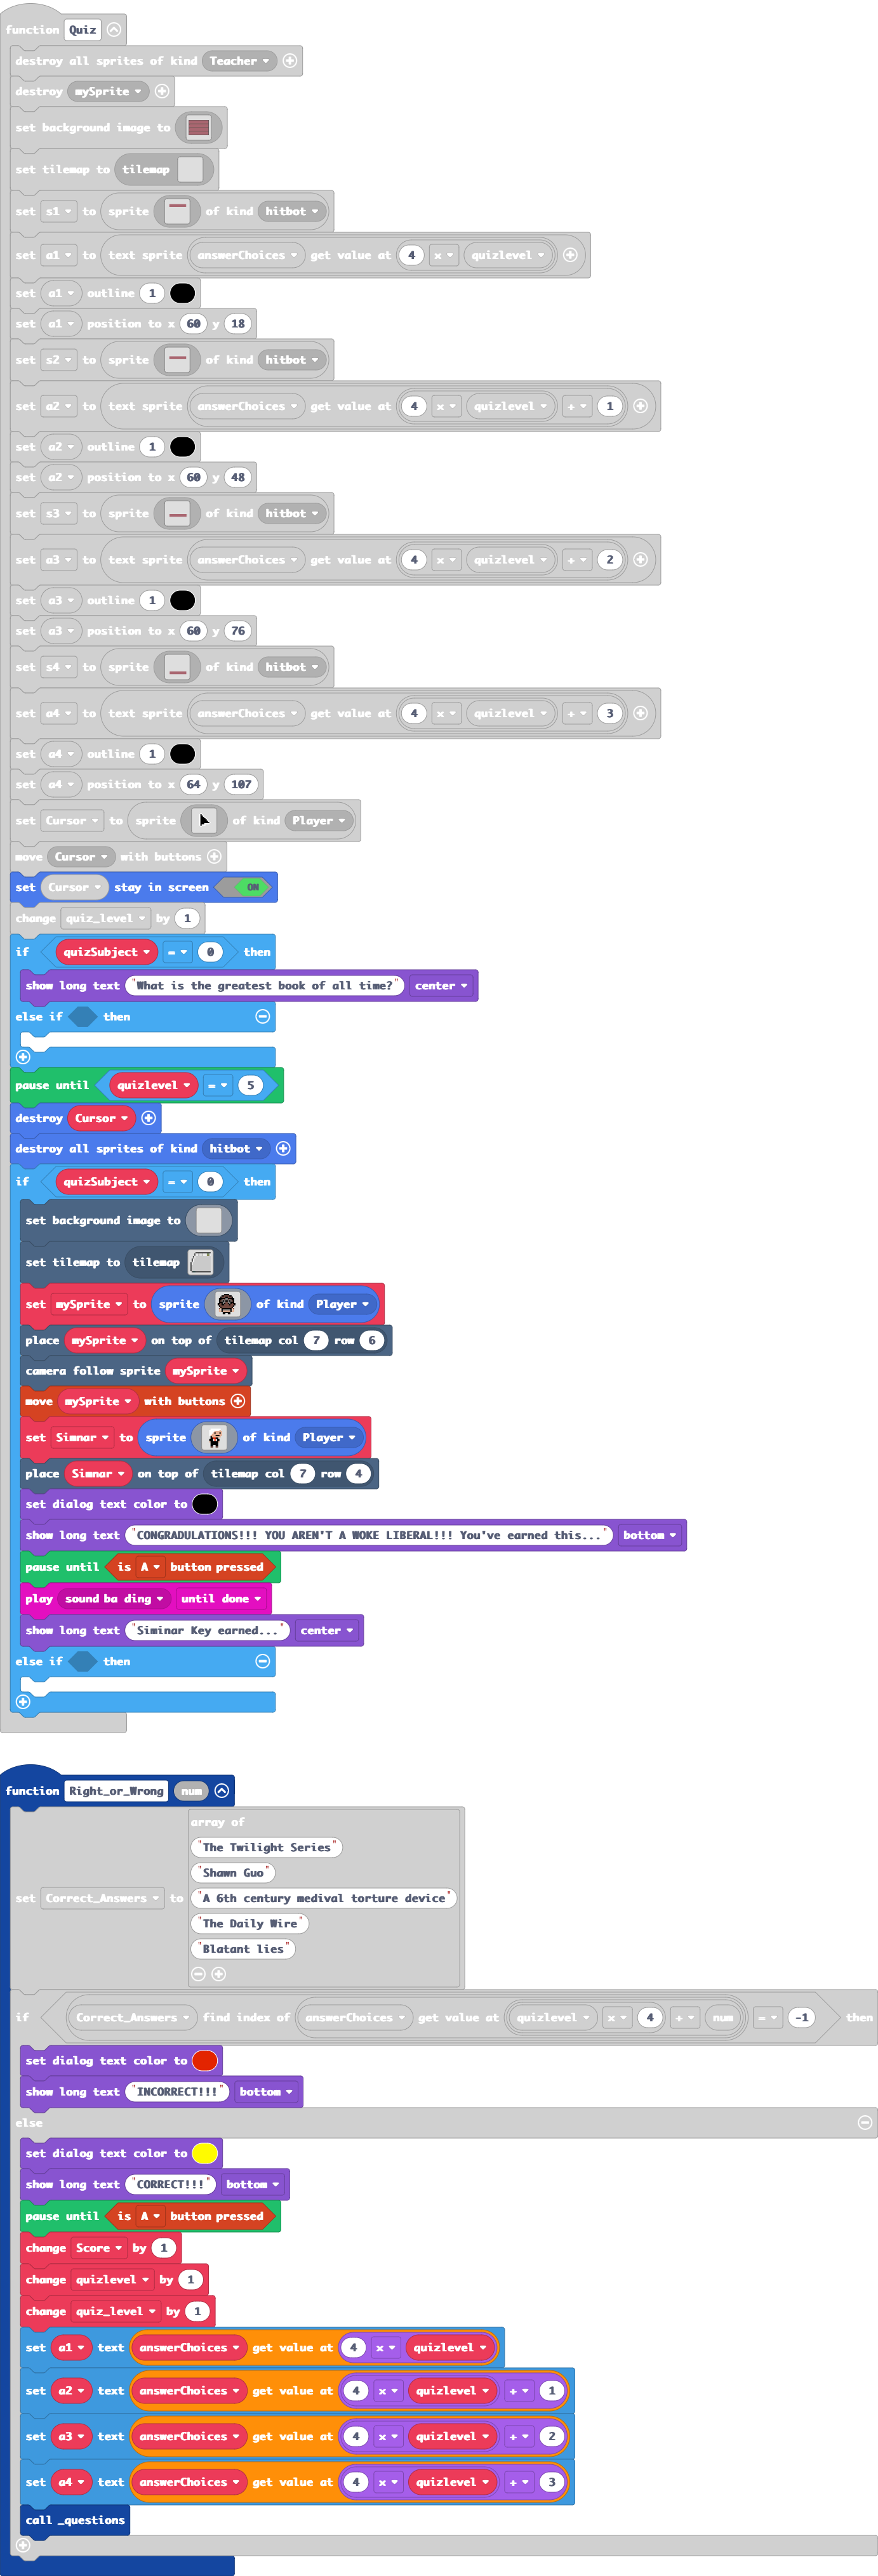 function Quiz
destroy all sprites of kind Teacher
destroy mySprite
set background image to
set tilemap to tilemap
set s1 to sprite of kind hitbot
set a1 to text sprite answerChoices get value at 4 x quizlevel
set a1 outline 1
set a1 position to x 60 y 18
set s2 to sprite of kind hitbot
set a2 to text sprite answerChoices get value at 4 x quizlevel + 1
set a2 outline 1
set a2 position to x 60 y 48
set s3 to sprite of kind hitbot
set a3 to text sprite answerChoices get value at 4 x quizlevel + 2
set a3 outline 1
set a3 position to x 60 y 76
set s4 to sprite of kind hitbot
set a4 to text sprite answerChoices get value at 4 x quizlevel + 3
set a4 outline 1
set a4 position to x 64 y 107
set Cursor to sprite of kind Player
move Cursor with buttons
set Cursor stay in screen ON
change quiz_level by 1
if quizSubject = 0 then
show long text "What is the greatest book of all time?" center
else if then
pause until quizlevel = 5
destroy Cursor
destroy all sprites of kind hitbot
if quizSubject = 0 then
set background image to
set tilemap to tilemap
set mySprite to sprite of kind Player
place mySprite on top of tilemap col 7 row 6
camera follow sprite mySprite
move mySprite with buttons
set Simnar to sprite of kind Player
place Simnar on top of tilemap col 7 row 4
set dialog text color to
show long text "CONGRADULATIONS!!! YOU AREN'T A WOKE LIBERAL!!! You've earned this..." bottom
pause until is A button pressed
play sound ba ding until done
show long text "Siminar Key earned..." center
else if then
function Right_or_Wrong num
array of
"The Twilight Series"
"Shawn Guo"
set Correct_Answers to "A 6th century medival torture device"
"The Daily Wire"
"Blatant lies"
if Correct_Answers find index of answerChoices get value at quizlevel x 4 + num = -1 then
set dialog text color to
show long text "INCORRECT!!!" bottom
else
set dialog text color to
show long text "CORRECT!!!" bottom
pause until is A button pressed
change Score by 1
change quizlevel by 1
change quiz_level by 1
set a1 text answerChoices get value at 4 x quizlevel
set a2 text answerChoices get value at 4 x quizlevel + 1
set a3 text answerChoices get value at 4 x quizlevel + 2
set a4 text answerChoices get value at 4 x quizlevel + 3
call _questions